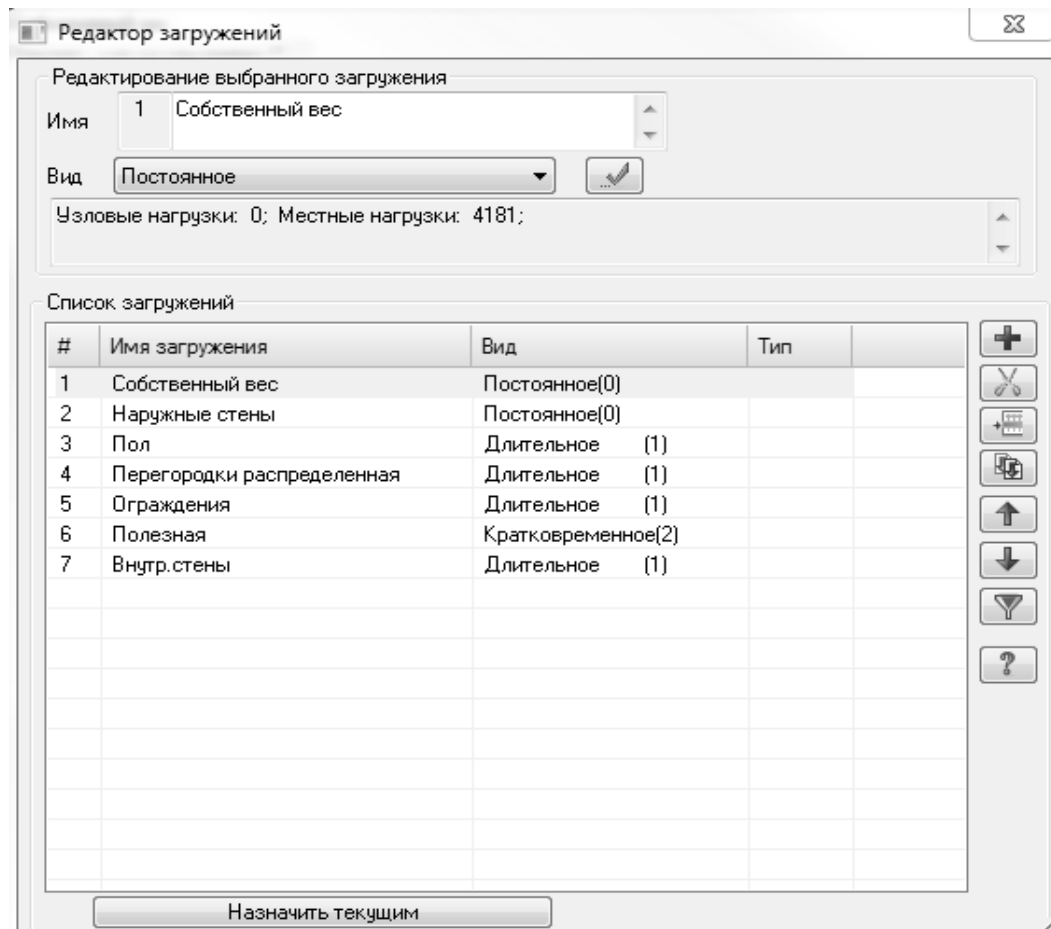 Редактор загружений
Редактирование выбранного загружения
Имя 1 Собственный вес
Вид Постоянное
Узловые нагрузки: 0; Местные нагрузки: 4181;
Список загружений
# Имя загружения Вид Тип
1 Собственный вес Постоянное(0)
2 Наружные стены Постоянное(0)
3 Пол Длительное (1)
4 Перегородки распределенная Длительное (1)
5 Ограждения Длительное (1)
6 Полезная Кратковременное(2)
7 Внутр.стены Длительное (1)
Назначить текущим